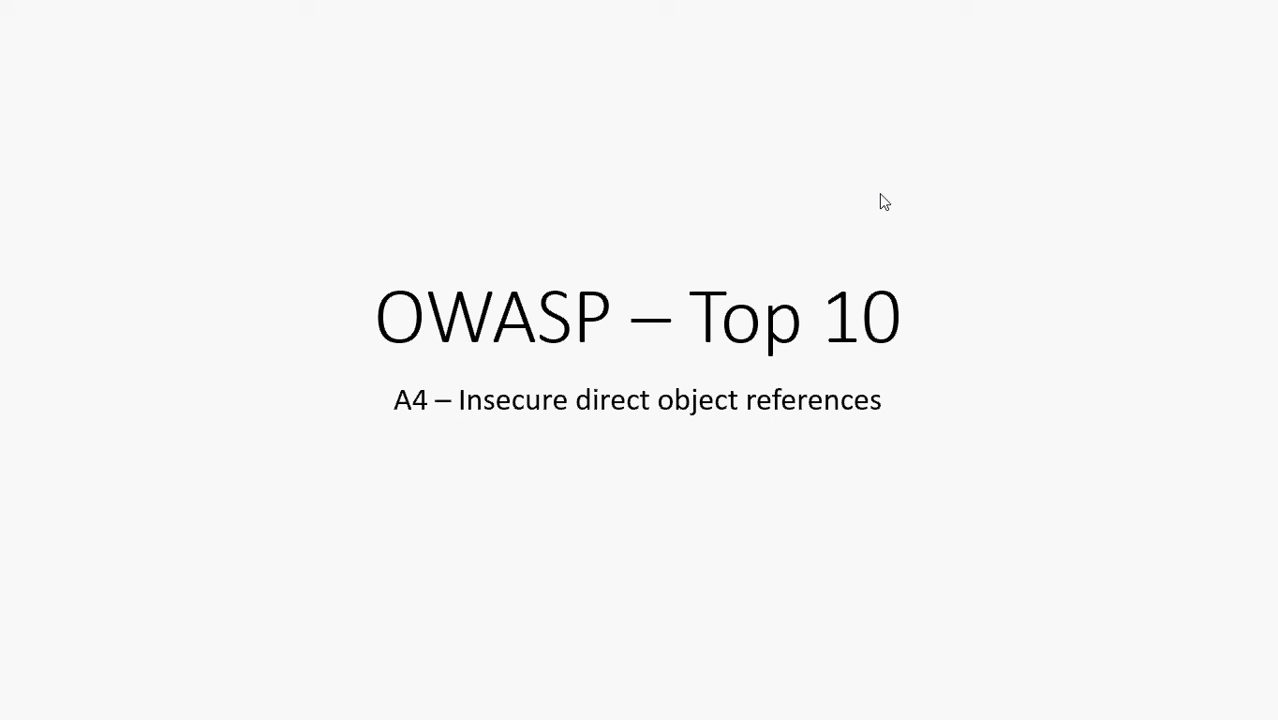 OWASP – Top 10
A4 – Insecure direct object references